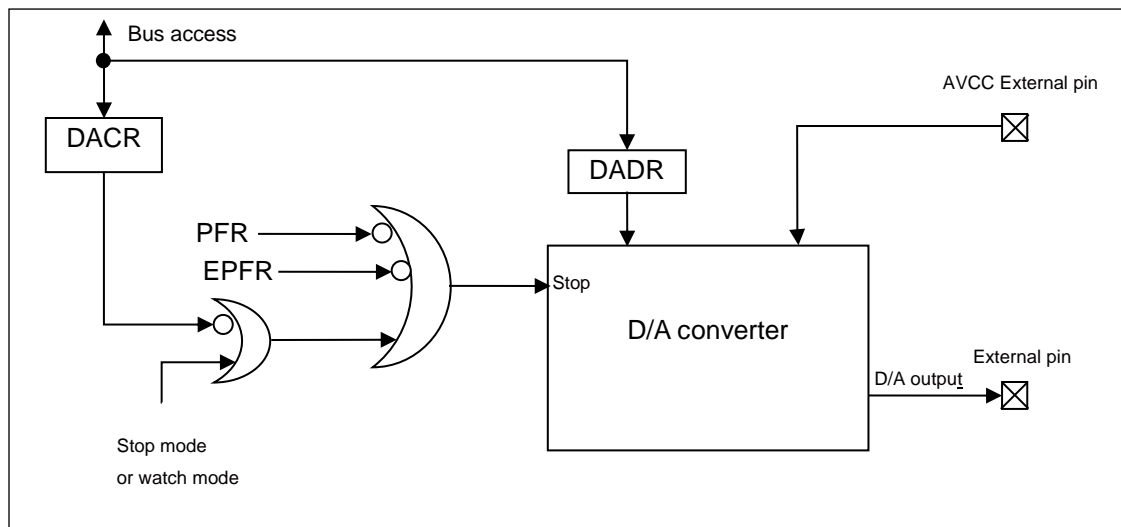 Bus access
AVCC External pin
DACR
DADR
PFR
EPFR
Stop
D/A converter
External pin
D/A output
Stop mode
or watch mode